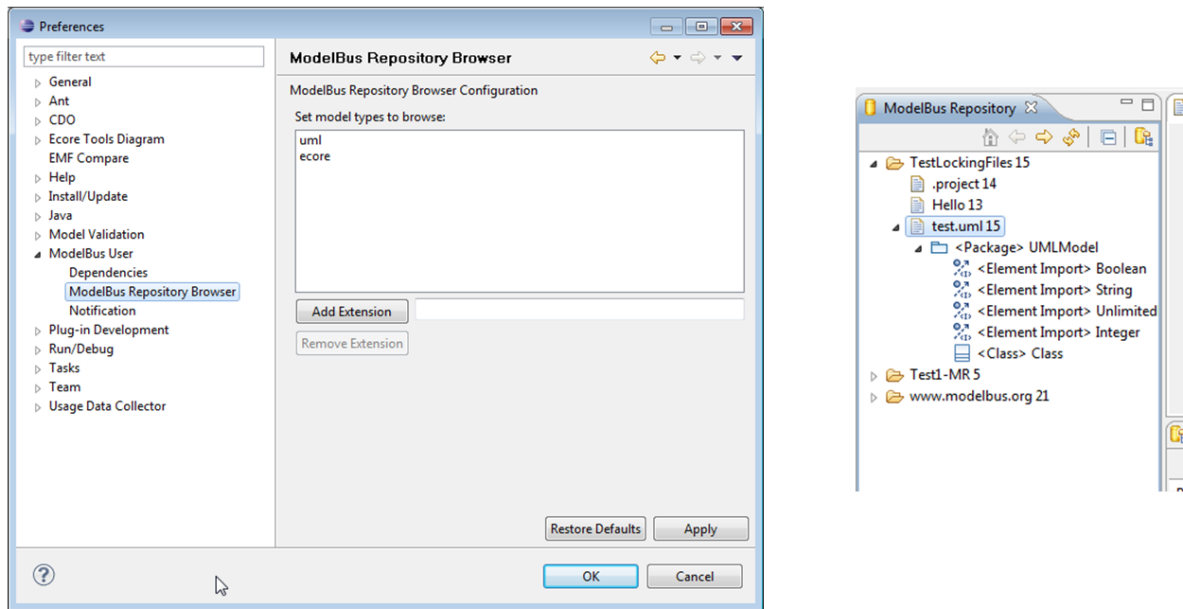 Preferences
type filter text
General
Ant
CDO
Ecore Tools Diagram
EMF Compare
Help
Install/Update
Java
Model Validation
ModelBus User
Dependencies
ModelBus Repository Browser
Notification
Plug-in Development
Run/Debug
Tasks
Team
Usage Data Collector
ModelBus Repository Browser
ModelBus Repository Browser Configuration
Set model types to browse:
uml
ecore
Add Extension
Remove Extension
Restore Defaults Apply
OK Cancel
ModelBus Repository
TestLockingFiles 15
.project 14
Hello 13
test.uml 15
<Package> UMLModel
<Element Import> Boolean
<Element Import> String
<Element Import> Unlimited
<Element Import> Integer
<Class> Class
Test1-MR 5
www.modelbus.org 21